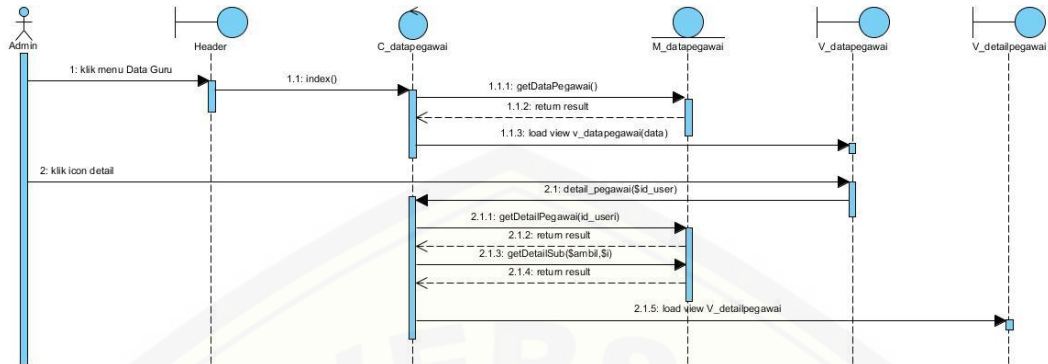 Admin
Header
C_datapegawai
M_datapegawai
V_datapegawai
V_detailpegawai
1: klik menu Data Guru
1.1: index()
1.1.1: getDataPegawai()
1.1.2: return result
1.1.3: load view v_datapegawai(data)
2: klik icon detail
2.1: detail_pegawai($id_user)
2.1.1: getDetailPegawai(id_useri)
2.1.2: return result
2.1.3: getDetailSub($ambil,$i)
2.1.4: return result
2.1.5: load view V_detailpegawai